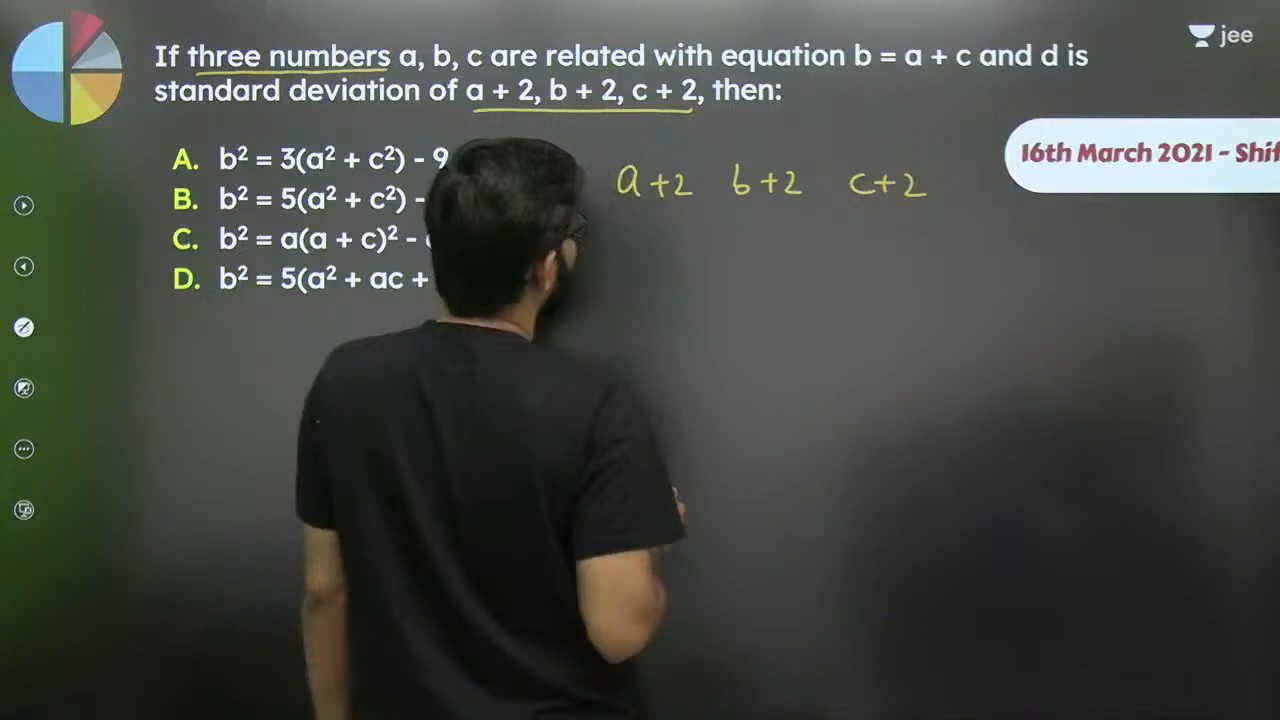 jee
If three numbers a, b, c are related with equation b = a + c and d is
standard deviation of a + 2, b + 2, c + 2, then:
16th March 2021 -
A. b² = 3(a² + c²) - 9
B. b² = 5(a² + c²) -
C. b² = a(a + c)² -
D. b² = 5(a² + ac +
a+2 b+2 c+2